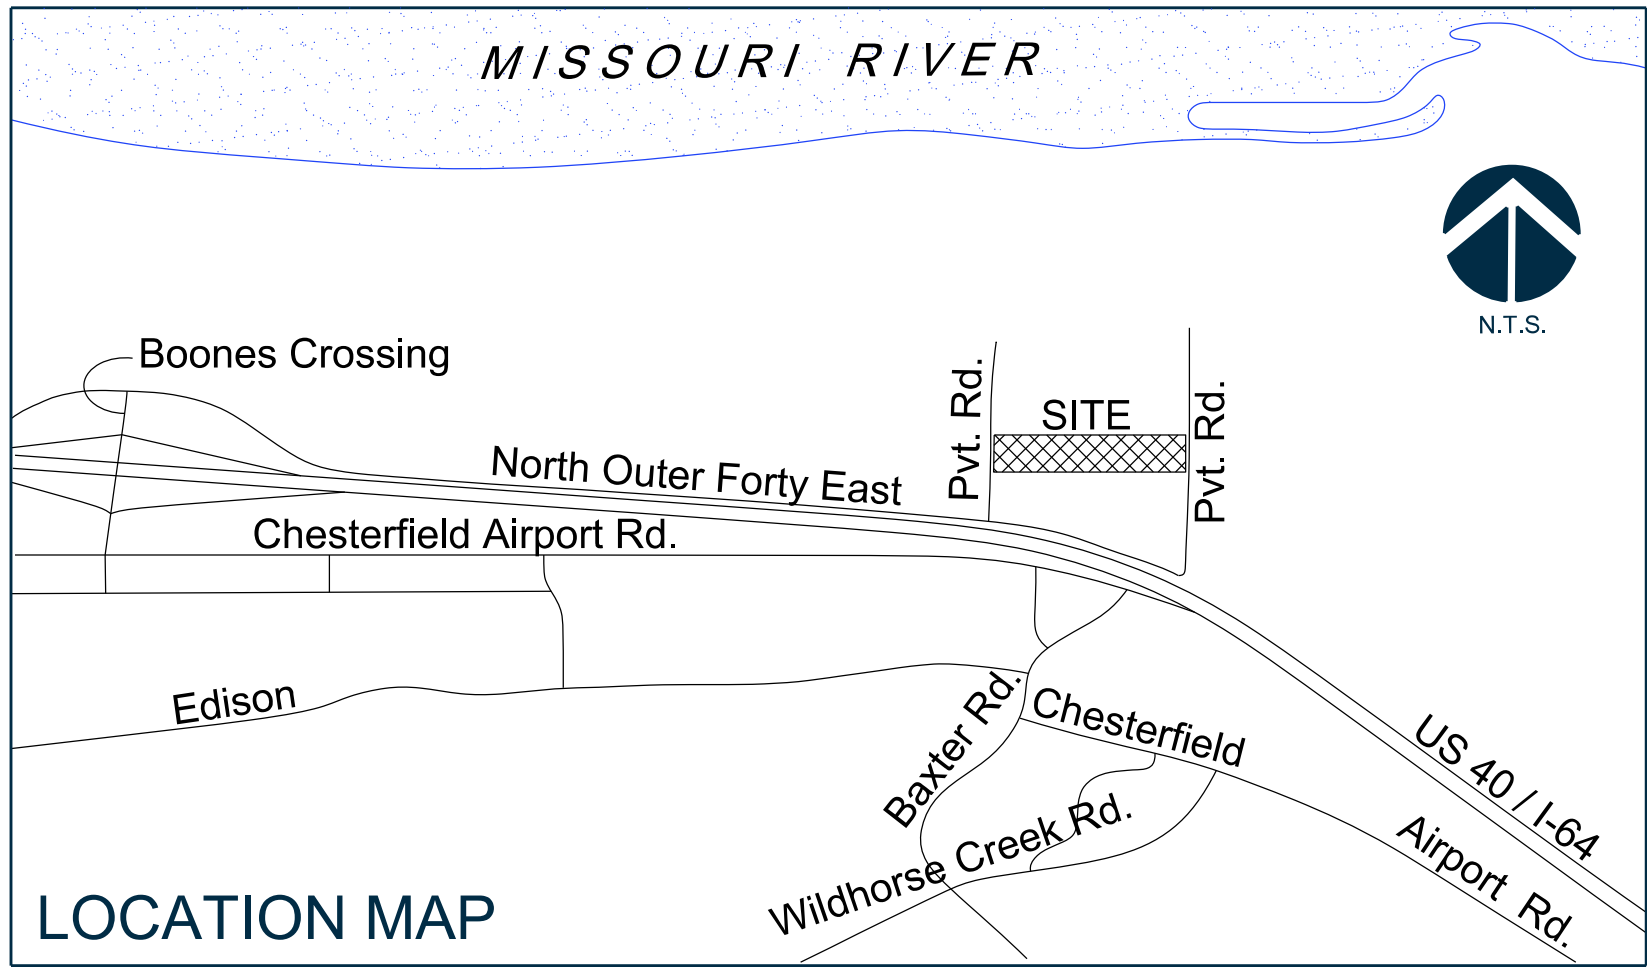 MISSOURI RIVER
N.T.S.
Boones Crossing
Pvt. Rd.
SITE
Pvt. Rd.
North Outer Forty East
Chesterfield Airport Rd.
Edison
Baxter Rd.
Chesterfield
Airport Rd.
US 40 / I-64
Wildhorse Creek Rd.
LOCATION MAP